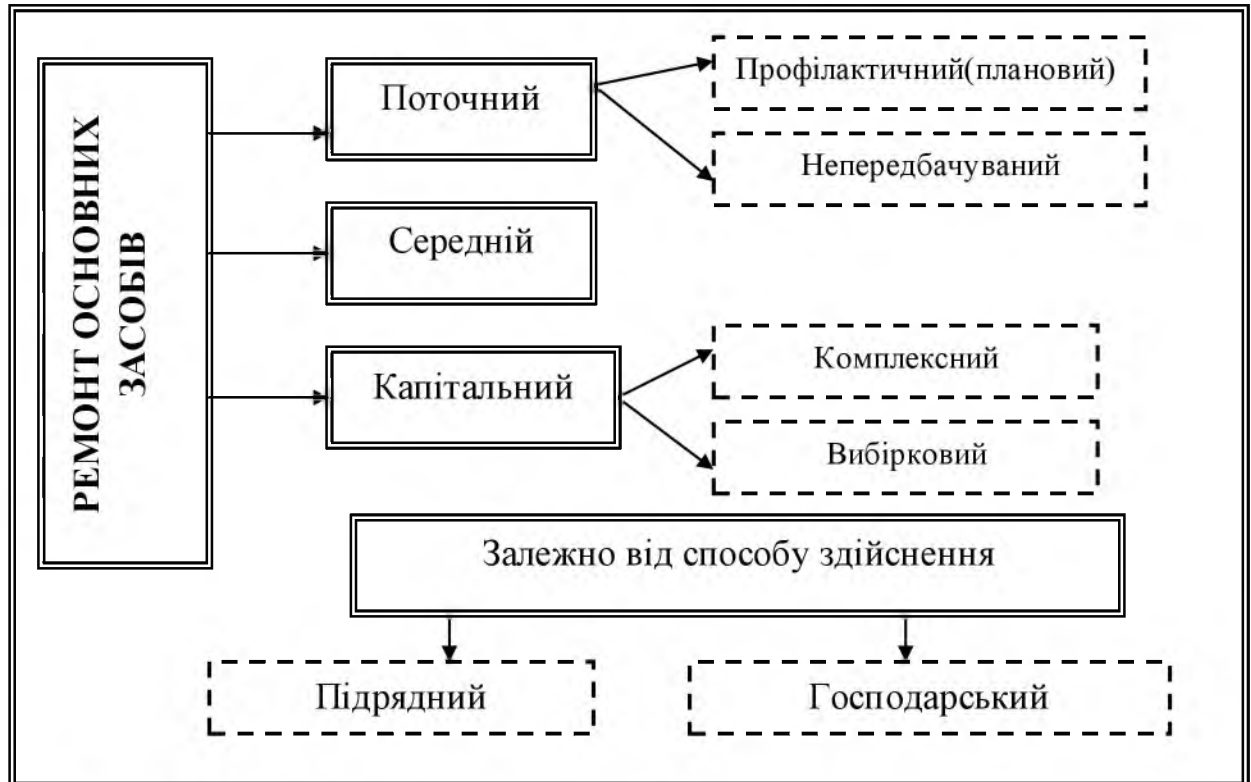 РЕМОНТ ОСНОВНИХ
ЗАСОБІВ
Поточний
Профілактичний(плановий)
Непередбачуваний
Середній
Капітальний
Комплексний
Вибірковий
Залежно від способу здійснення
Підрядний
Господарський